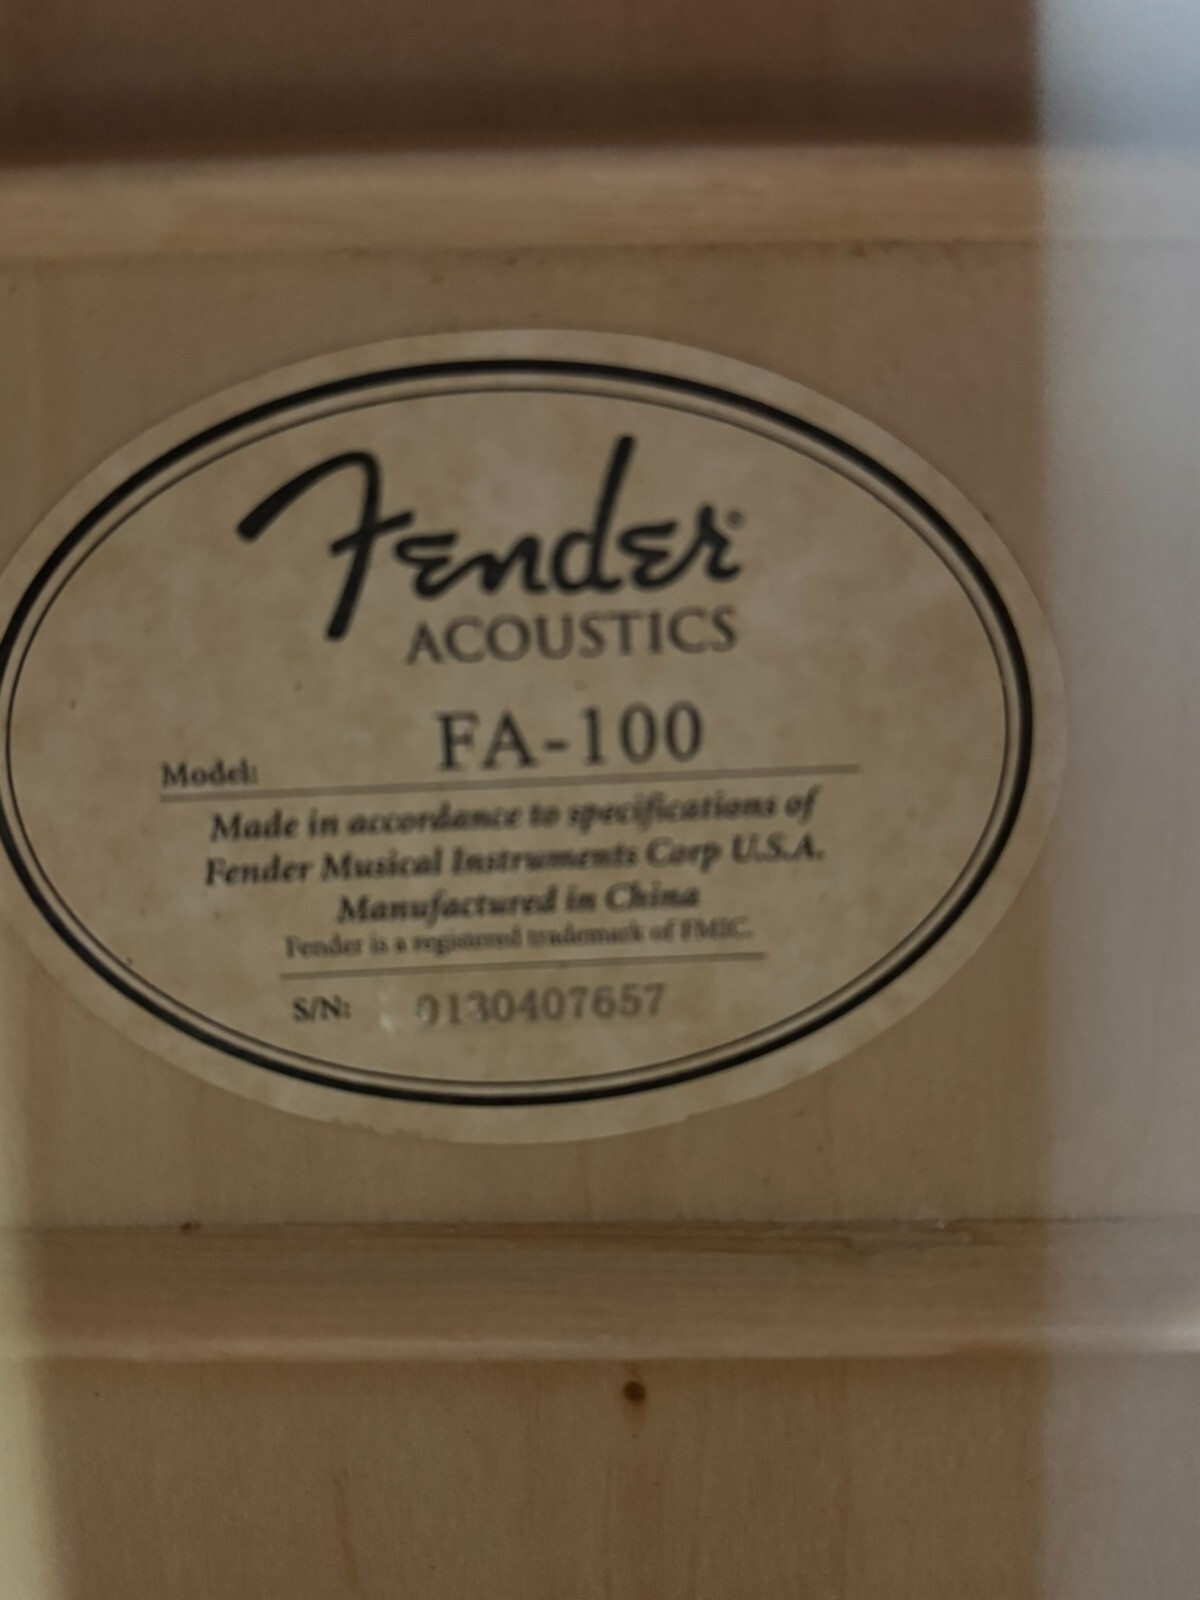 Fender®
ACOUSTICS
Model: FA-100
Made in accordance to specifications of
Fender Musical Instruments Corp U.S.A.
Manufactured in China
Fender is a registered trademark of FMIC.
S/N: 0130407657